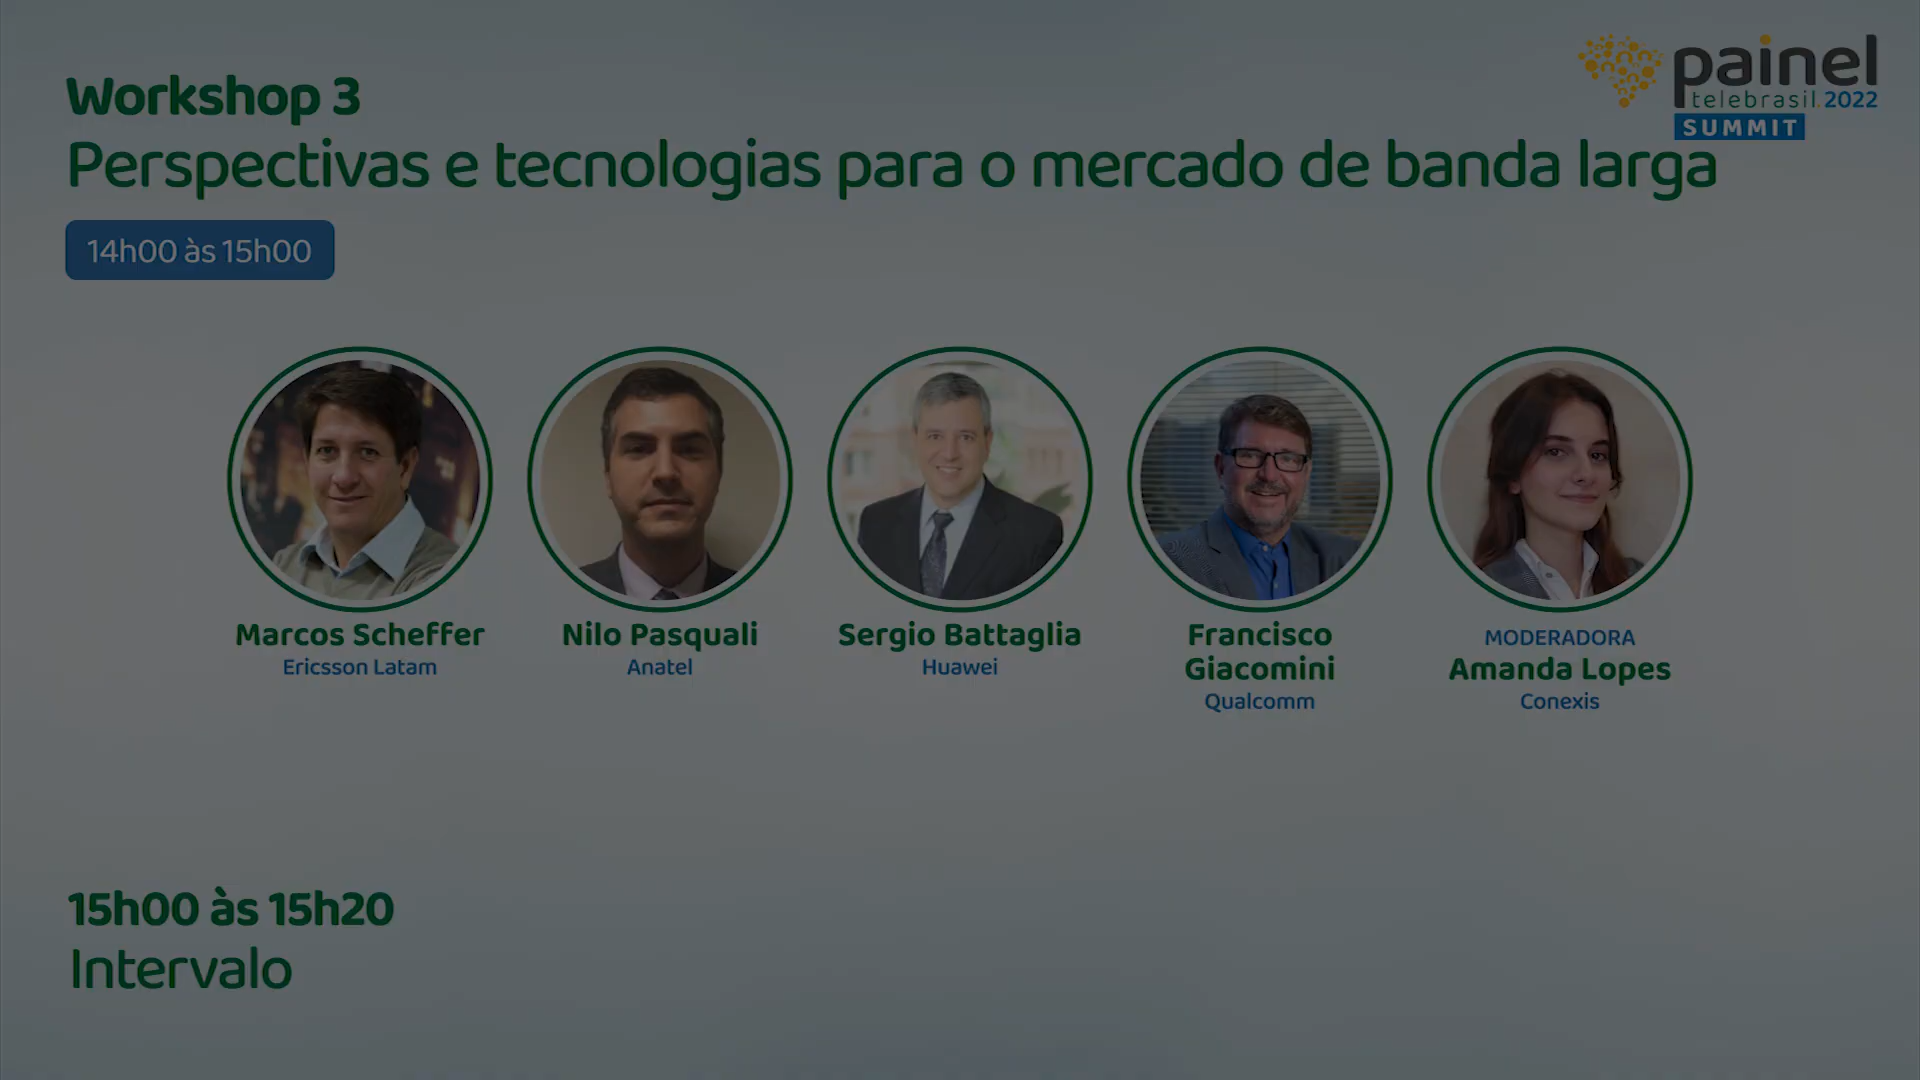 Workshop 3
Perspectivas e tecnologias para o mercado de banda larga
14h00 às 15h00
painel
telebrasil 2022
SUMMIT
Marcos Scheffer
Ericsson Latam
Nilo Pasquali
Anatel
Sergio Battaglia
Huawei
Francisco
Giacomini
Qualcomm
MODERADORA
Amanda Lopes
Conexis
15h00 às 15h20
Intervalo